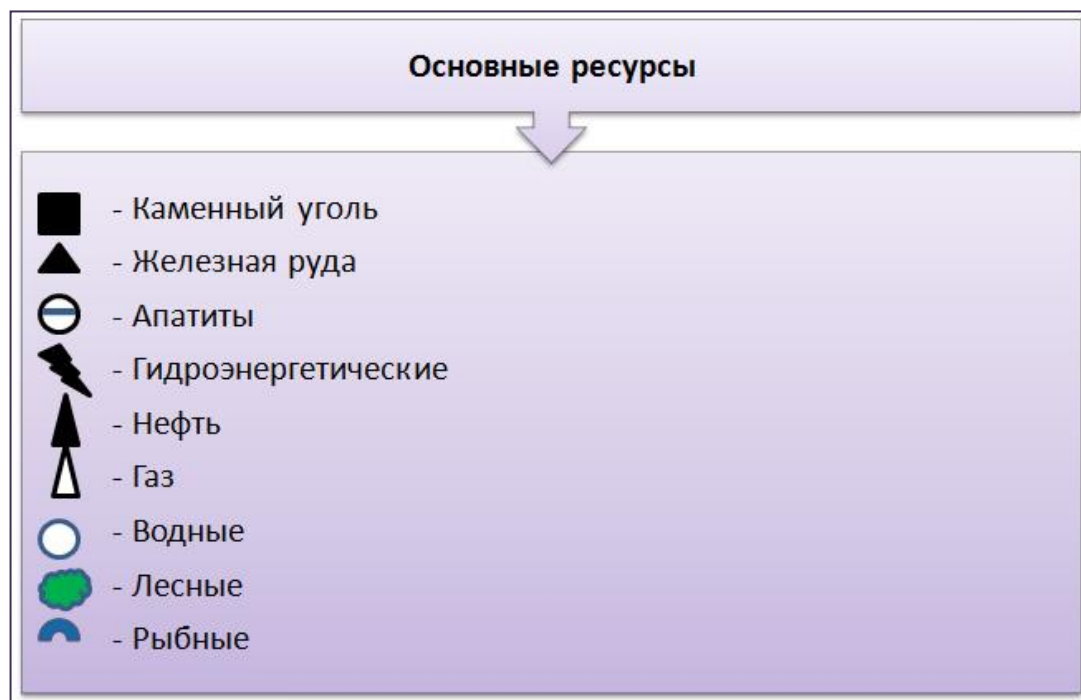 Основные ресурсы
- Каменный уголь
- Железная руда
- Апатиты
- Гидроэнергетические
- Нефть
- Газ
- Водные
- Лесные
- Рыбные